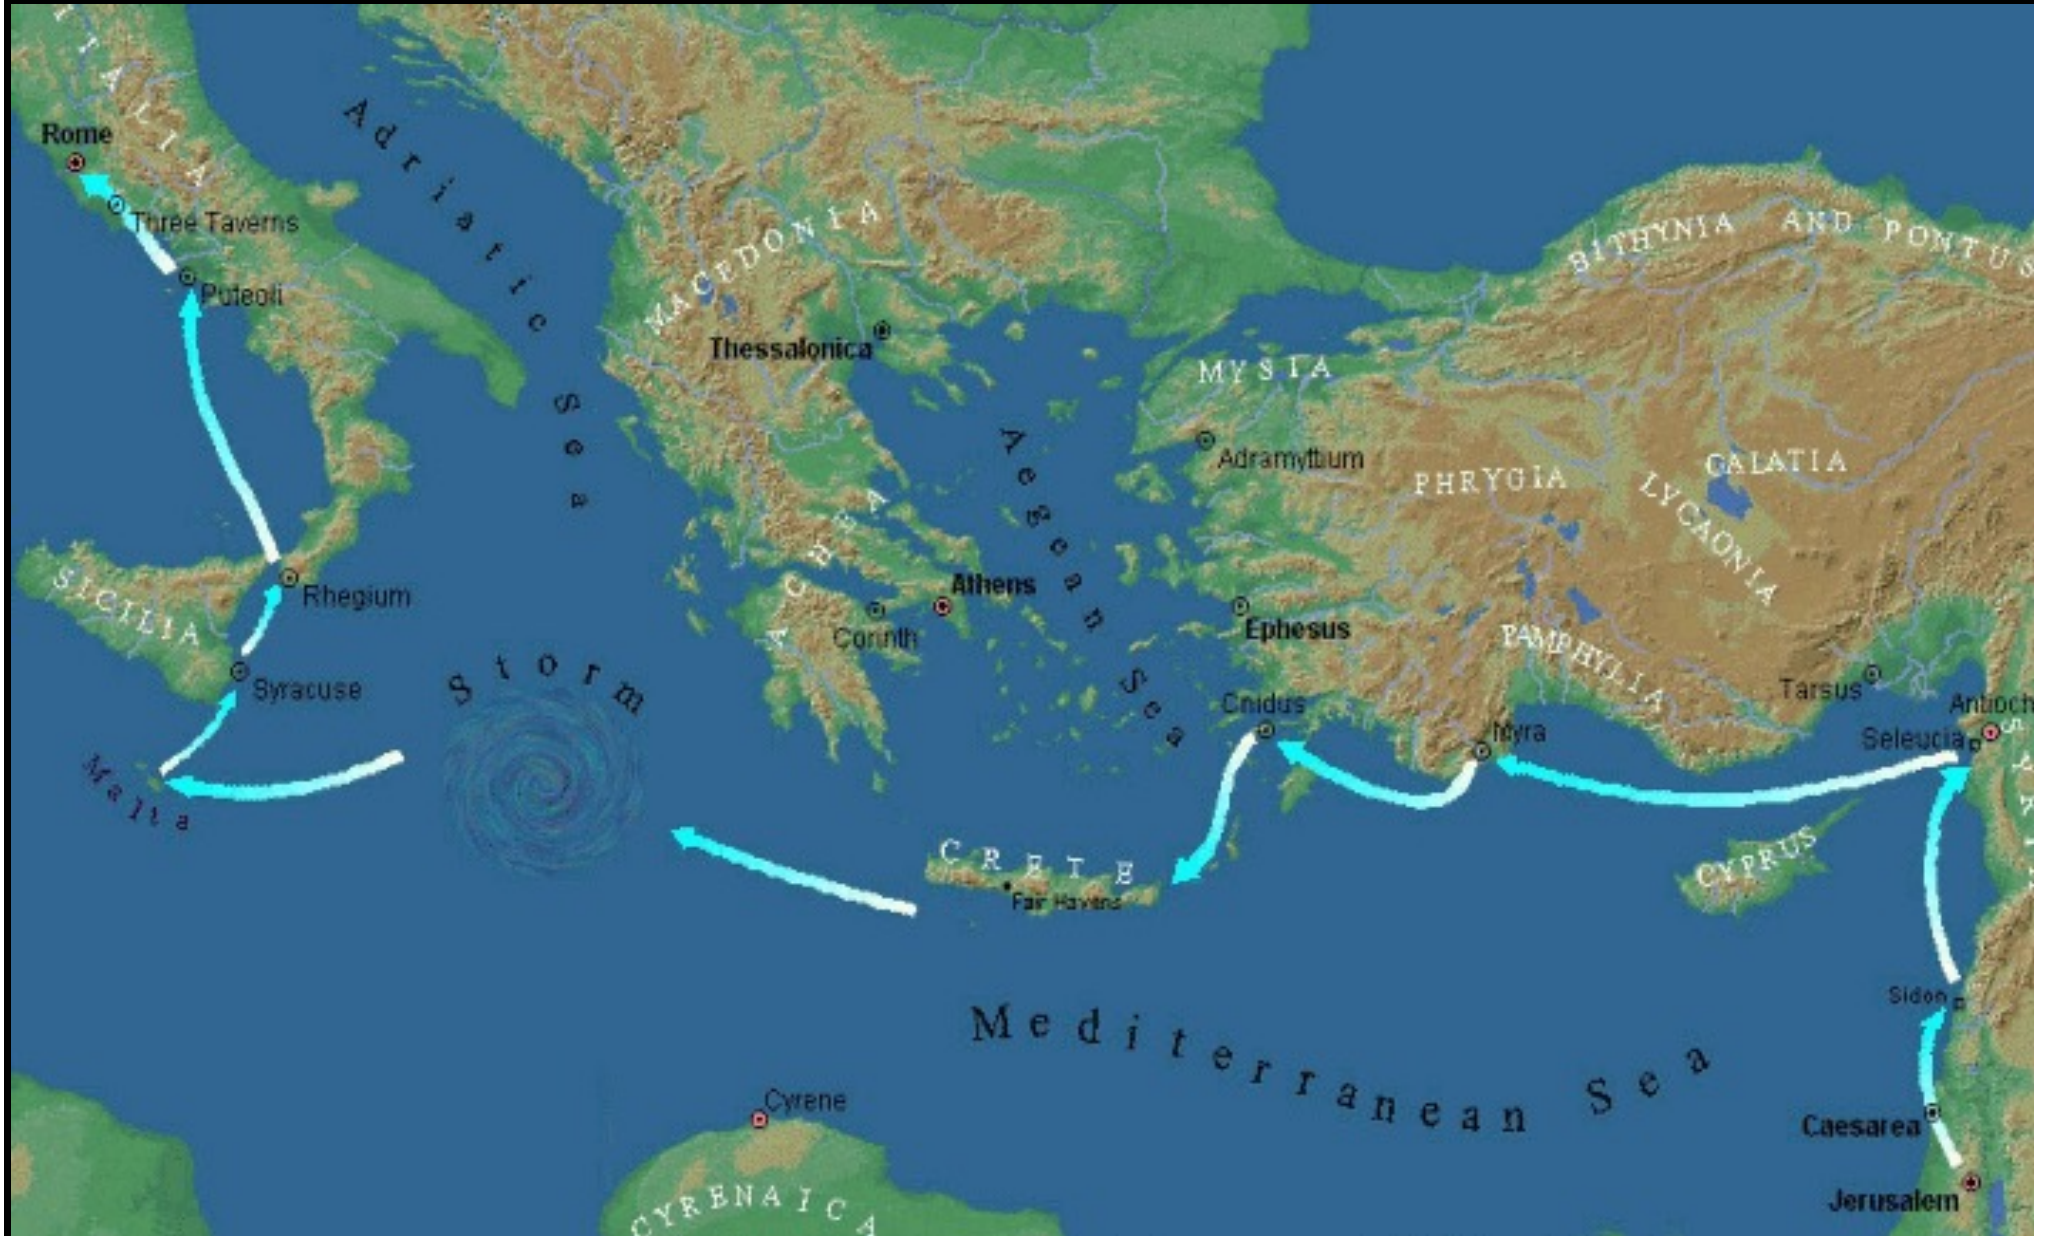 ITALIA
Rome
Three Taverns
Puteoli
Adriatic Sea
MACEDONIA
Thessalonica
BITHYNIA AND PONTUS
MYSIA
Adramyttium
Aegean Sea
PHRYGIA
GALATIA
LYCAONIA
ACHEA
Athens
Corinth
Ephesus
PAMPHYLIA
Tarsus
Antioch
Seleucia
SICILIA
Rhegium
Syracuse
Storm
Malta
Cnidus
Myra
CRETE
Fair Havens
CYPRUS
Mediterranean Sea
Sidon
Caesarea
Jerusalem
Cyrene
CYRENAICA